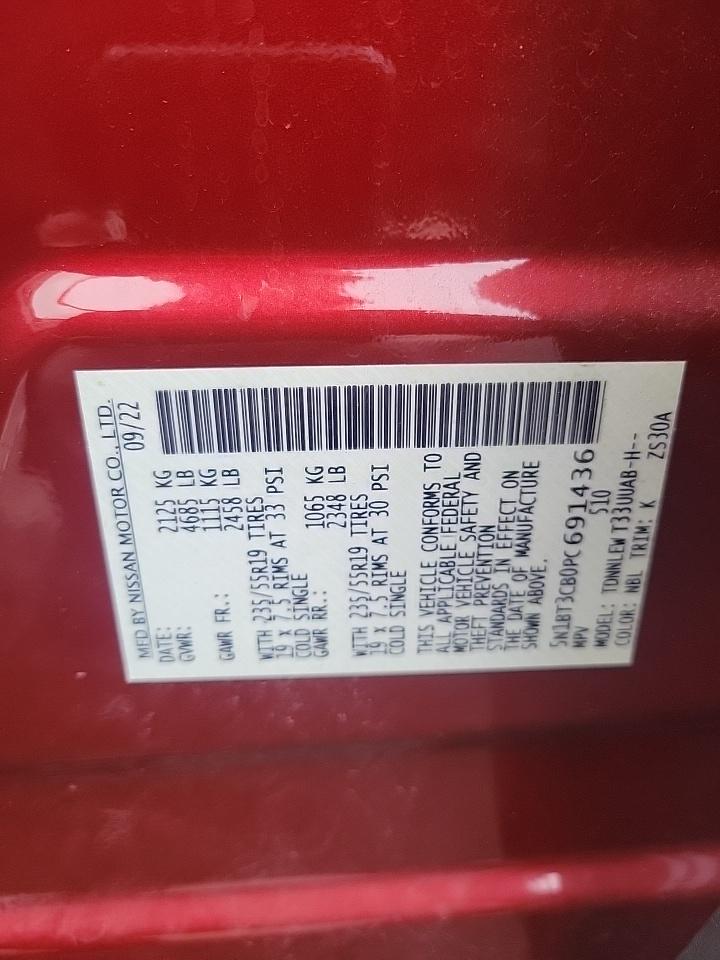 MFD BY NISSAN MOTOR CO., LTD.
DATE: 09/22
GVWR: 2125 KG
4685 LB
GAWR FR.: 1115 KG
2458 LB
WITH 235/55R19 TIRES
19 x 7.5 RIMS AT 33 PSI
COLD SINGLE
GAWR RR.: 1065 KG
2348 LB
WITH 235/55R19 TIRES
19 x 7.5 RIMS AT 30 PSI
COLD SINGLE
THIS VEHICLE CONFORMS TO
ALL APPLICABLE FEDERAL
MOTOR VEHICLE SAFETY AND
THEFT PREVENTION
STANDARDS IN EFFECT ON
THE DATE OF MANUFACTURE
SHOWN ABOVE.
5N1BT3CB0PC691436
MPV 510
MODEL: TDNNLEW T33UUAB-H--
COLOR: NBL TRIM: K ZS30A